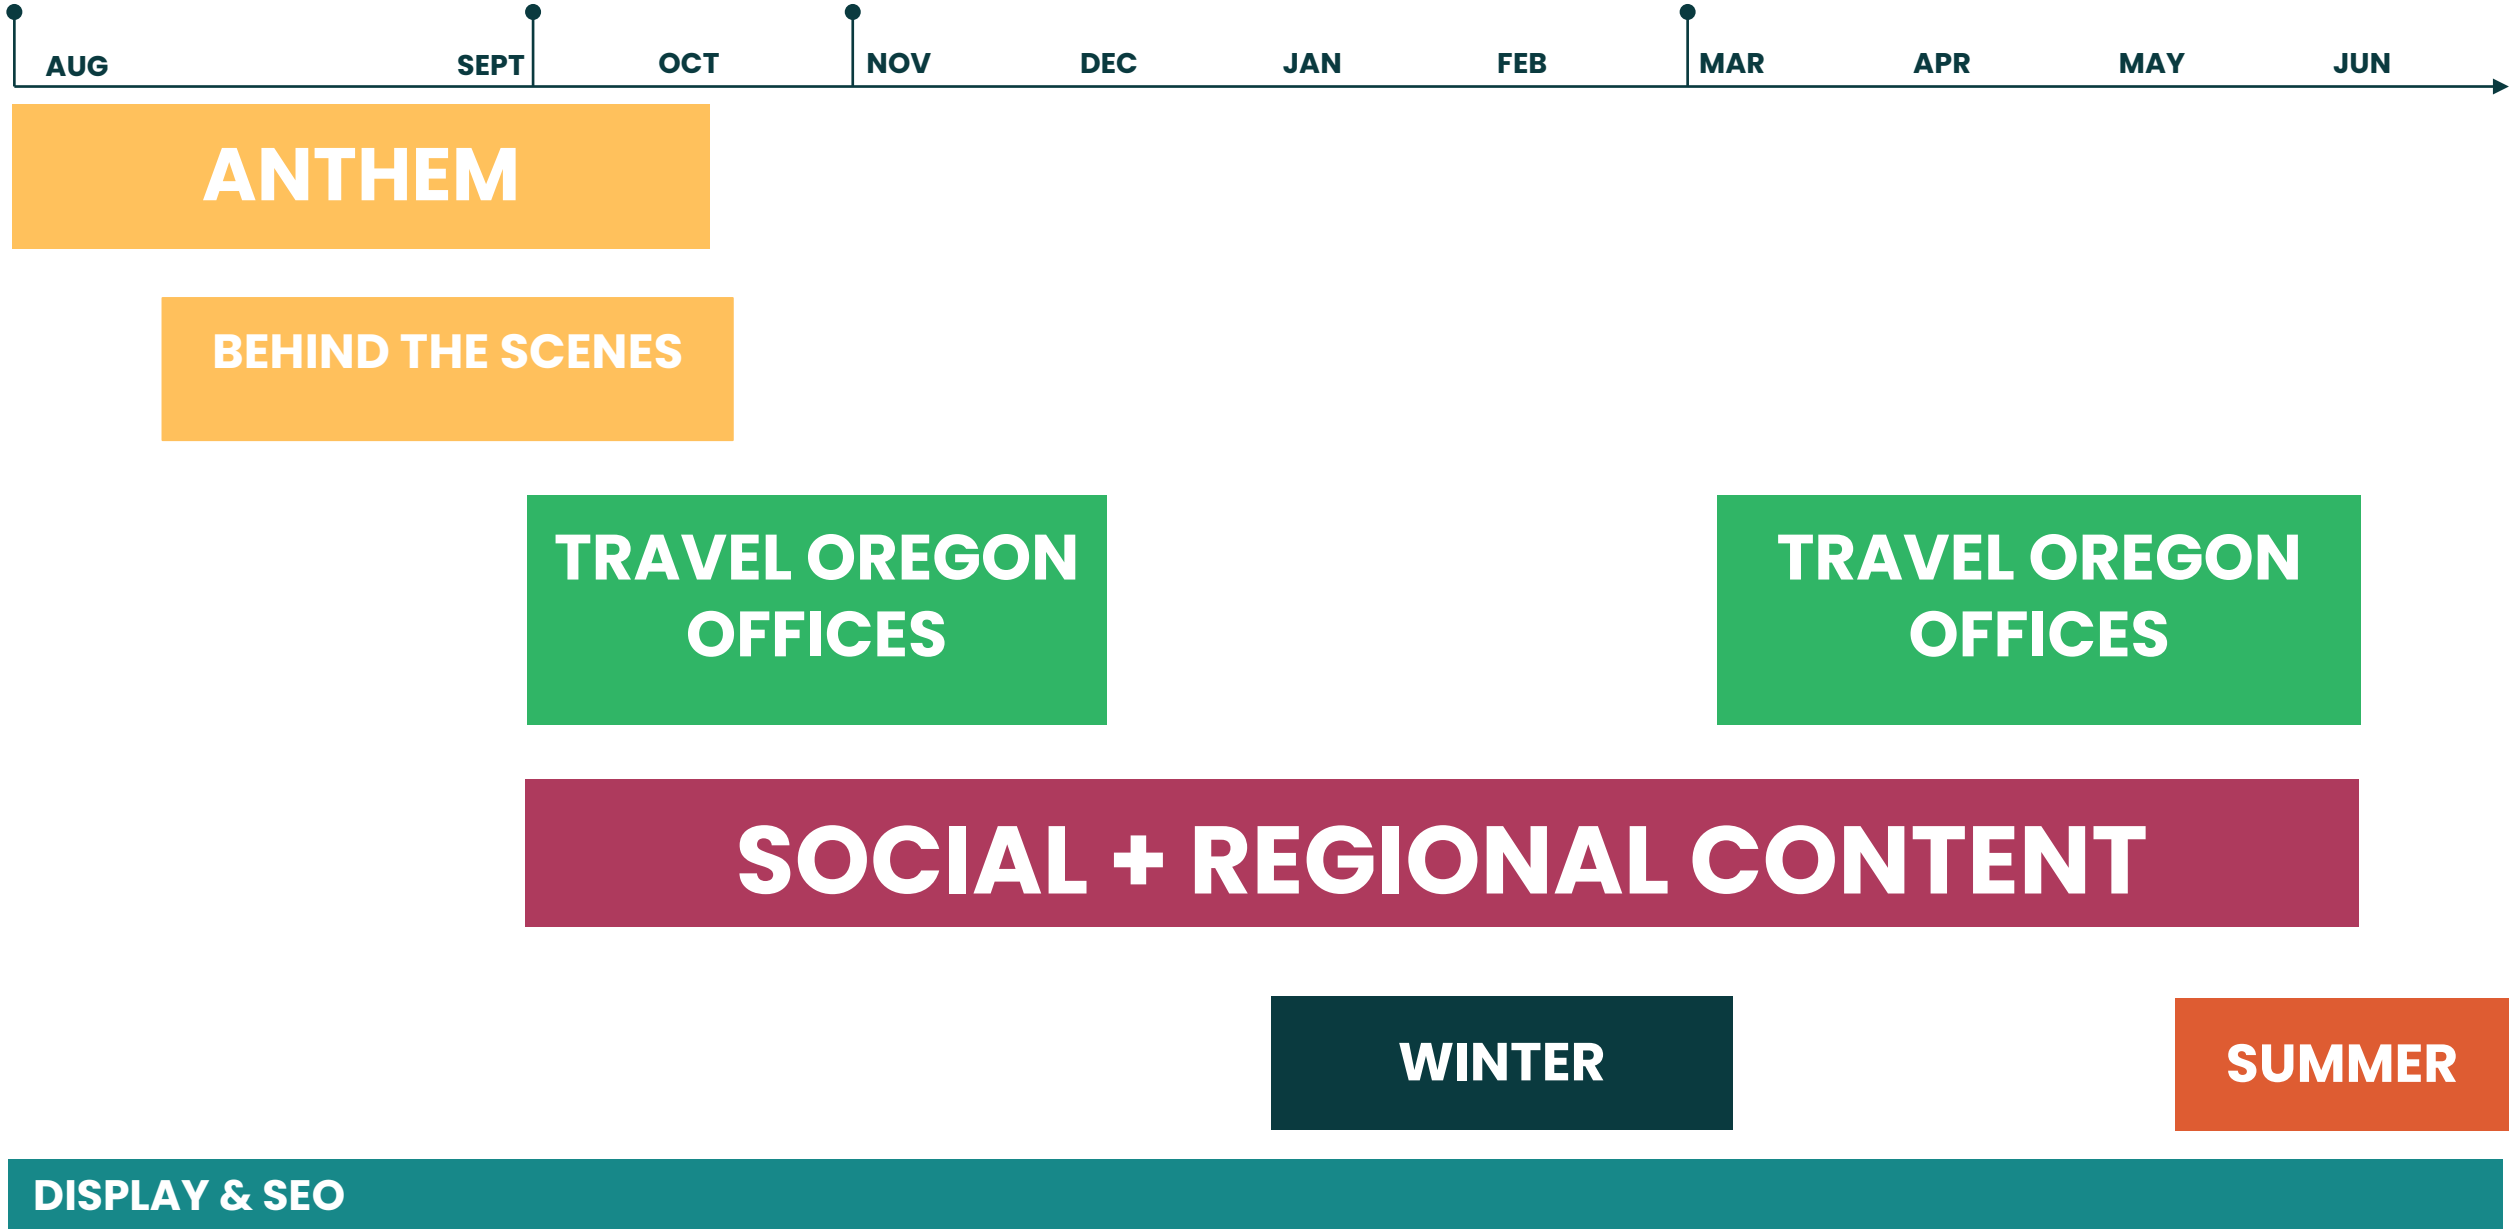 AUG SEPT OCT NOV DEC JAN FEB MAR APR MAY JUN
ANTHEM
BEHIND THE SCENES
TRAVEL OREGON
OFFICES
TRAVEL OREGON
OFFICES
SOCIAL + REGIONAL CONTENT
WINTER
SUMMER
DISPLAY & SEO